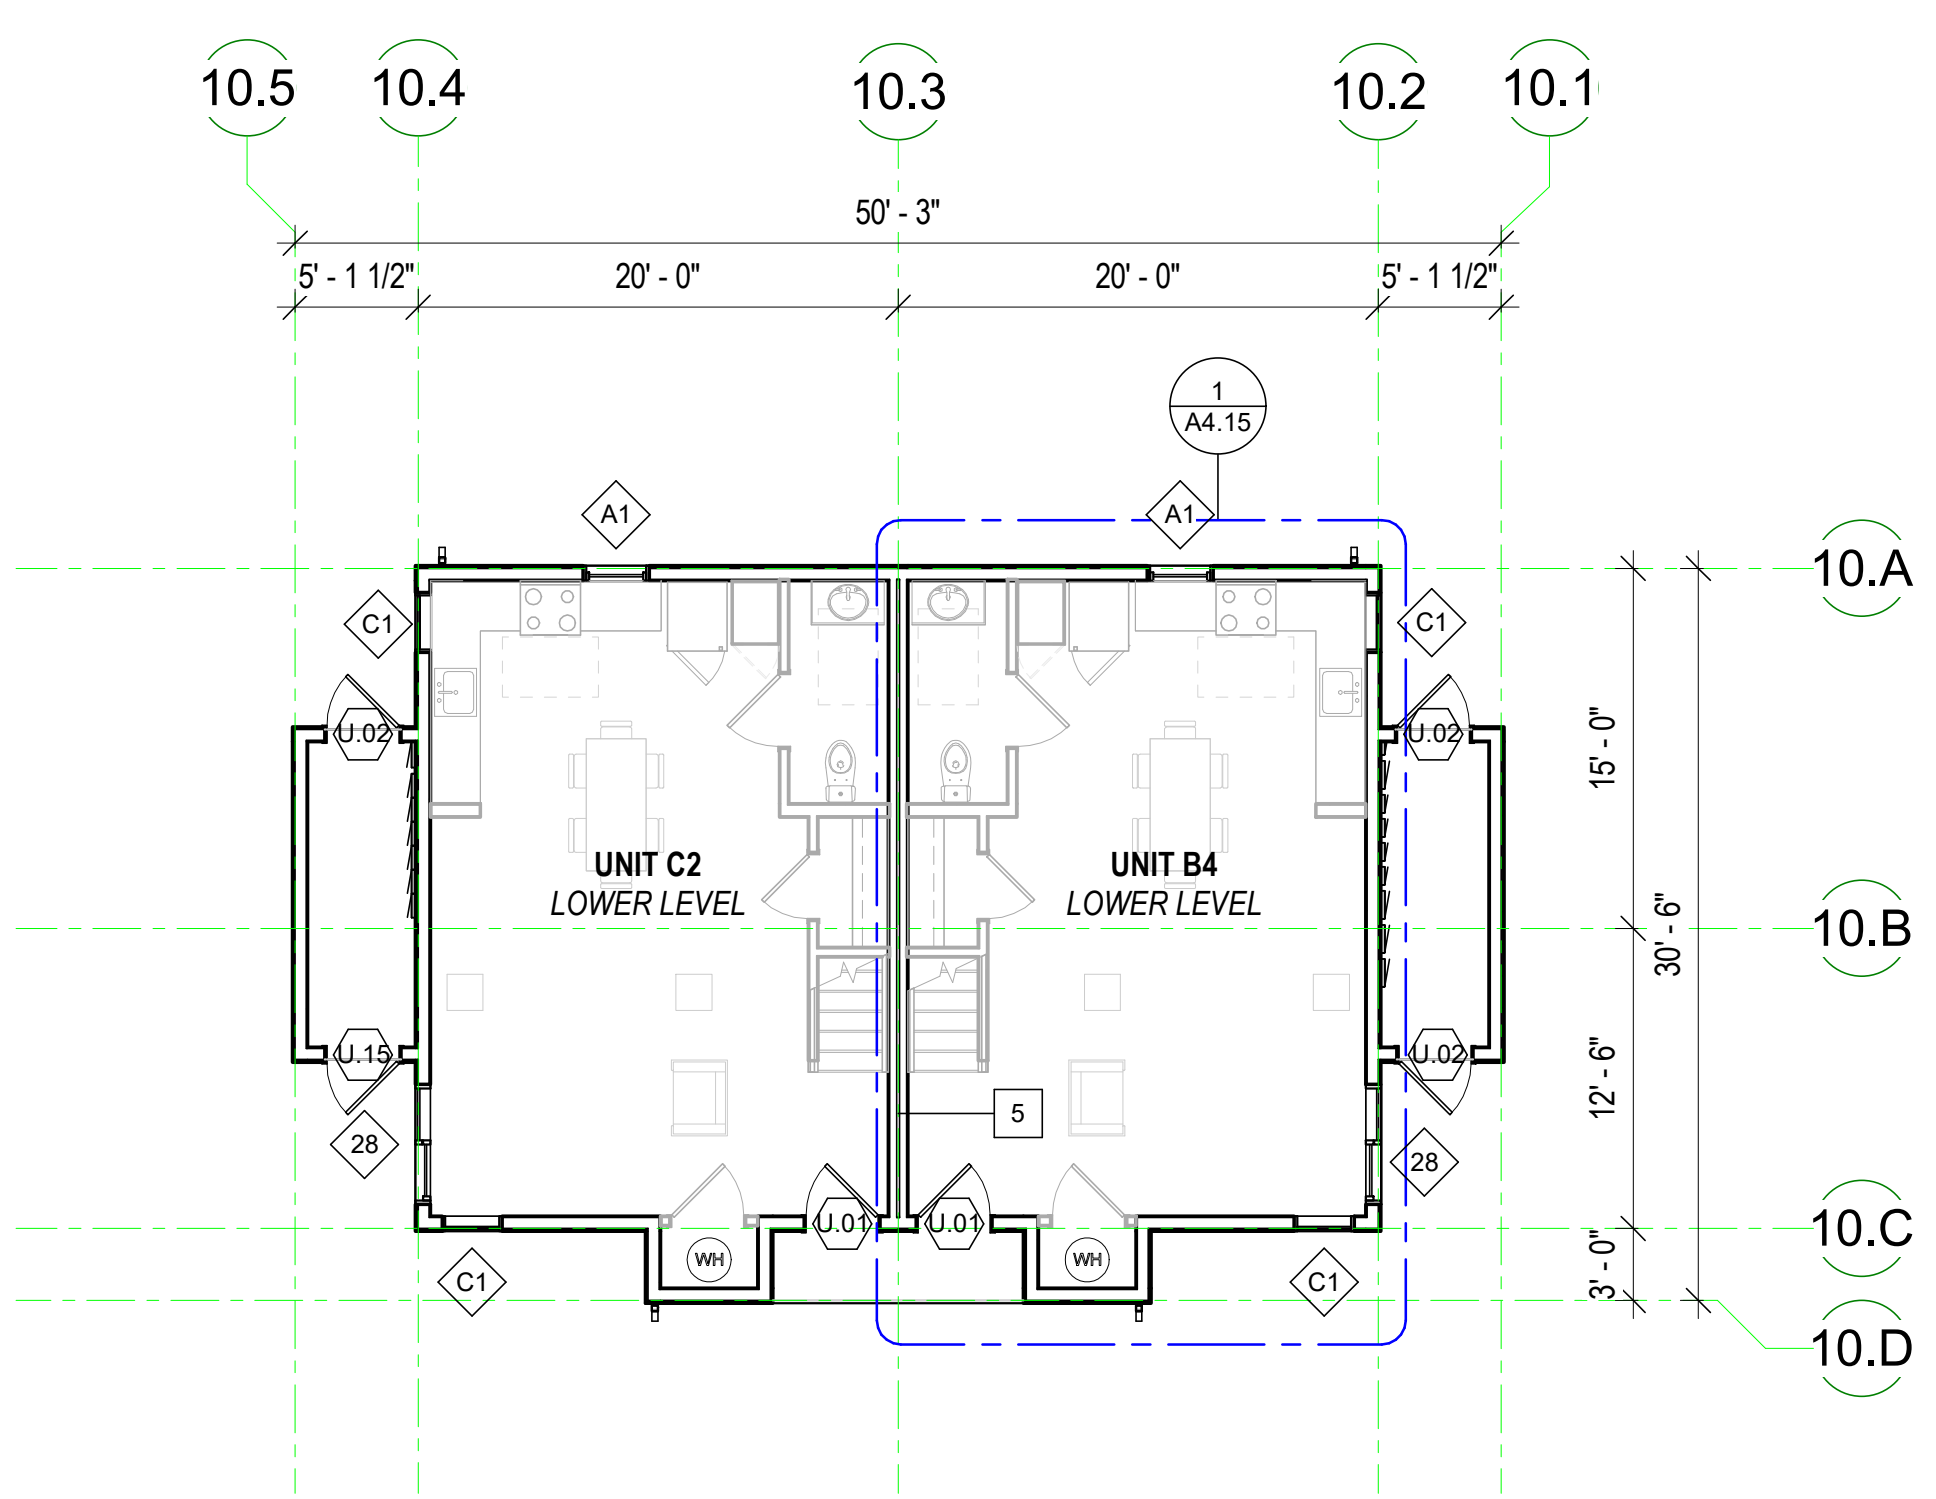 10.5
10.4
10.3
10.2
10.1
50' - 3"
5' - 1 1/2"
20' - 0"
20' - 0"
5' - 1 1/2"
1
A4.15
A1
A1
10.A
C1
C1
U.02
U.02
15' - 0"
UNIT C2
LOWER LEVEL
UNIT B4
LOWER LEVEL
10.B
30' - 6"
U.15
U.02
12' - 6"
5
28
28
U.01
U.01
10.C
WH
WH
C1
C1
3' - 0"
10.D